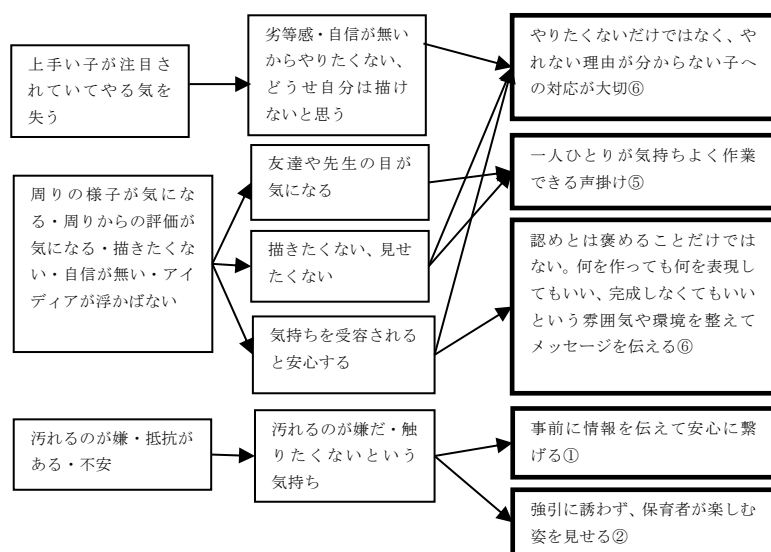 上手い子が注目さ
れていてやる気を
失う
劣等感・自信が無い
からやりたくない、
どうせ自分は描け
ないと思う
やりたくないだけではなく、や
れない理由が分からない子へ
の対応が大切⑥
周りの様子が気にな
る・周りからの評価が
気になる・描きたくな
い・自信が無い・アイ
ディアが浮かばない
友達や先生の目が
気になる
描きたくない、見せ
たくない
気持ちを受容される
と安心する
一人ひとりが気持ちよく作業
できる声掛け⑤
認めとは褒めることだけでは
ない。何を作っても何を表現し
てもいい、完成しなくてもいい
という雰囲気や環境を整えて
メッセージを伝える⑥
汚れるのが嫌・抵抗が
ある・不安
汚れるのが嫌だ・触
りたくないという
気持ち
事前に情報を伝えて安心に繋
げる①
強引に誘わず、保育者が楽しむ
姿を見せる②